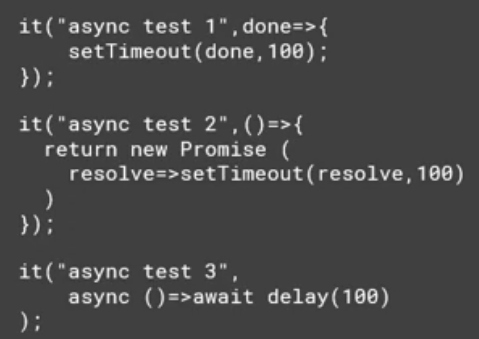 it("async test 1",done=>{
setTimeout(done,100);
});
it("async test 2",()=>{
return new Promise (
resolve=>setTimeout(resolve,100)
)
});
it("async test 3",
async ()=>await delay(100)
);